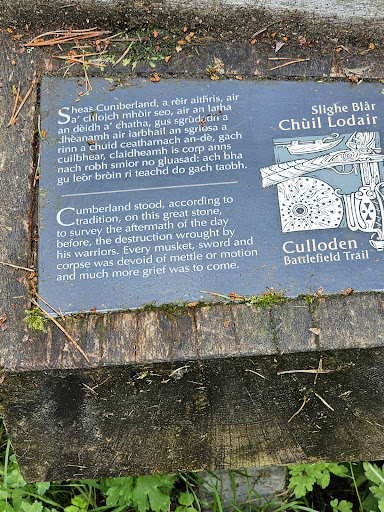 Sheas Cumberland, a rèir aithris, air
a' chloich mhòir seo, air an latha
an dèidh a' chatha, gus sgrùdadh a
dhèanamh air iarbhail an sgriosa a
rinn a chuid ceatharnach an-dè, gach
cuilbhear, claidheamh is corp anns
nach robh smior no gluasad: ach bha
gu leòr bròin ri teachd do gach taobh.
Cumberland stood, according to
tradition, on this great stone,
to survey the aftermath of the day
before, the destruction wrought by
his warriors. Every musket, sword and
corpse was devoid of mettle or motion
and much more grief was to come.
Slighe Blàr
Chùil Lodair
Culloden
Battlefield Trail